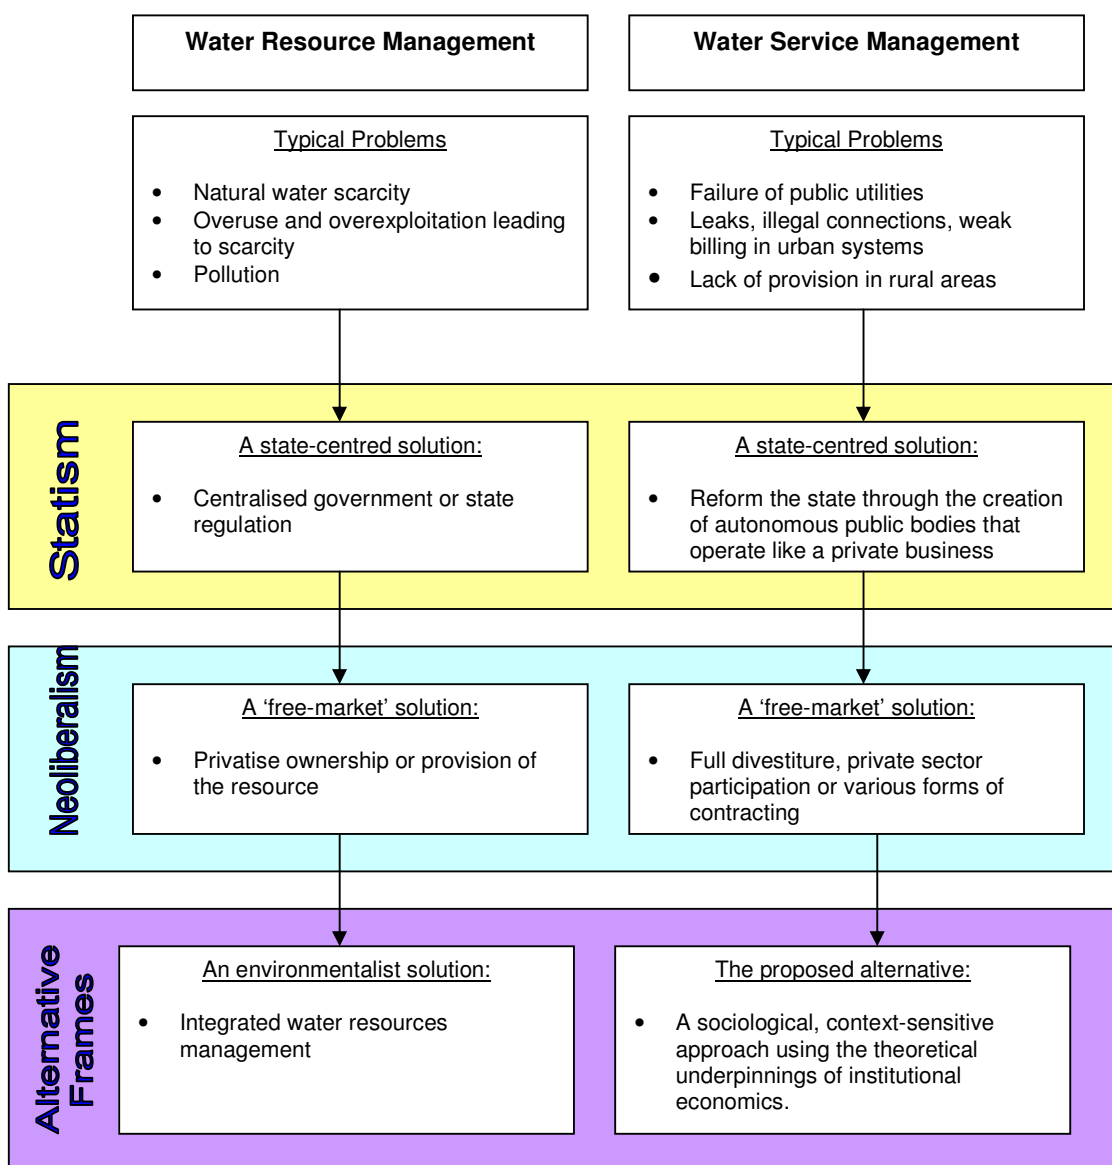 Water Resource Management
Water Service Management
Typical Problems
• Natural water scarcity
• Overuse and overexploitation leading
to scarcity
• Pollution
Typical Problems
• Failure of public utilities
• Leaks, illegal connections, weak
billing in urban systems
• Lack of provision in rural areas
Statism
A state-centred solution:
• Centralised government or state
regulation
A state-centred solution:
• Reform the state through the creation
of autonomous public bodies that
operate like a private business
Neoliberalism
A ‘free-market’ solution:
• Privatise ownership or provision of
the resource
A ‘free-market’ solution:
• Full divestiture, private sector
participation or various forms of
contracting
Alternative
Frames
An environmentalist solution:
• Integrated water resources
management
The proposed alternative:
• A sociological, context-sensitive
approach using the theoretical
underpinnings of institutional
economics.